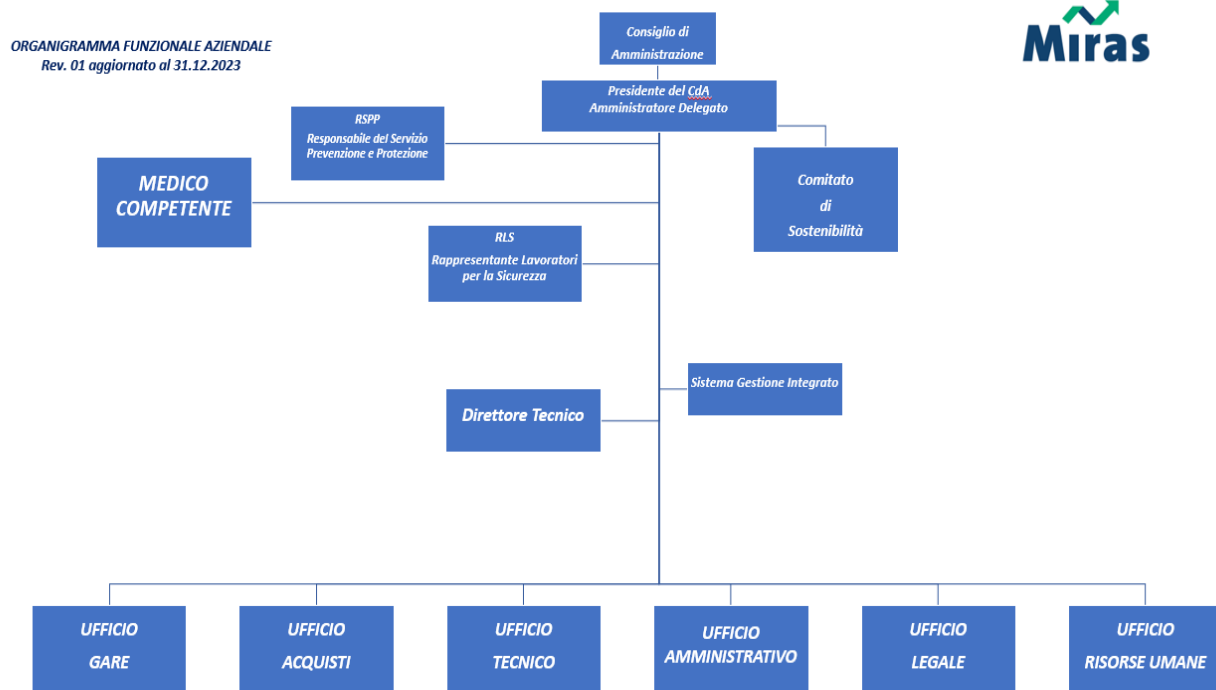 ORGANIGRAMMA FUNZIONALE AZIENDALE
Rev. 01 aggiornato al 31.12.2023
Miras
Consiglio di
Amministrazione
Presidente del CdA
Amministratore Delegato
RSPP
Responsabile del Servizio
Prevenzione e Protezione
MEDICO
COMPETENTE
Comitato
di
Sostenibilità
RLS
Rappresentante Lavoratori
per la Sicurezza
Sistema Gestione Integrato
Direttore Tecnico
UFFICIO
GARE
UFFICIO
ACQUISTI
UFFICIO
TECNICO
UFFICIO
AMMINISTRATIVO
UFFICIO
LEGALE
UFFICIO
RISORSE UMANE